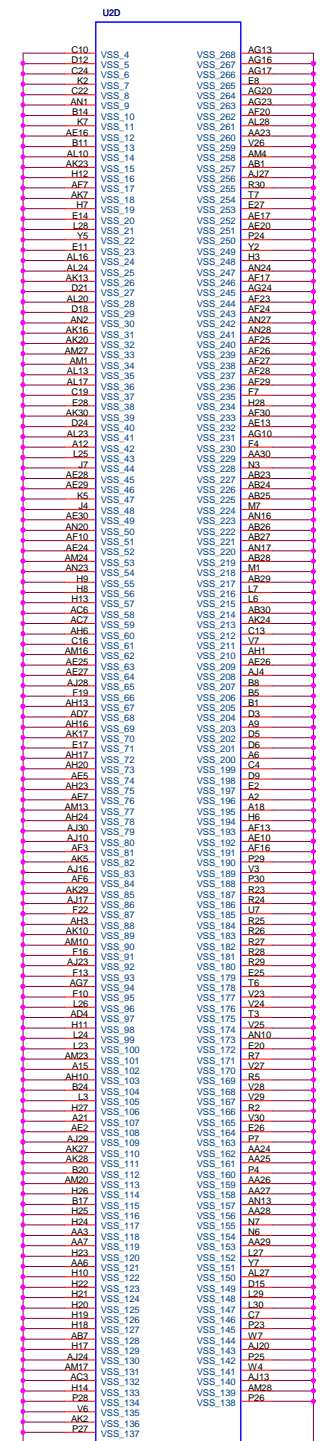 U2D
C10 VSS_4
D12 VSS_5
C24 VSS_6
K2 VSS_7
C22 VSS_8
AN1 VSS_9
B14 VSS_10
K7 VSS_11
AE16 VSS_12
B11 VSS_13
AL10 VSS_14
AK23 VSS_15
H12 VSS_16
AF7 VSS_17
AK7 VSS_18
H7 VSS_19
E14 VSS_20
L28 VSS_21
Y5 VSS_22
E11 VSS_23
AL16 VSS_24
AL24 VSS_25
AK13 VSS_26
D21 VSS_27
AL20 VSS_28
D18 VSS_29
AN2 VSS_30
AK16 VSS_31
AK20 VSS_32
AM27 VSS_33
AM1 VSS_34
AL13 VSS_35
AL17 VSS_36
C19 VSS_37
E28 VSS_38
AK30 VSS_39
D24 VSS_40
AL23 VSS_41
A12 VSS_42
L25 VSS_43
J7 VSS_44
AE28 VSS_45
AE29 VSS_46
K5 VSS_47
J4 VSS_48
AE30 VSS_49
AN20 VSS_50
AF10 VSS_51
AE24 VSS_52
AM24 VSS_53
AN23 VSS_54
H9 VSS_55
H8 VSS_56
H13 VSS_57
AC6 VSS_58
AC7 VSS_59
AH6 VSS_60
C16 VSS_61
AM16 VSS_62
AE25 VSS_63
AE27 VSS_64
AJ28 VSS_65
F19 VSS_66
AH13 VSS_67
AD7 VSS_68
AH16 VSS_69
AK17 VSS_70
E17 VSS_71
AH17 VSS_72
AH20 VSS_73
AE5 VSS_74
AH23 VSS_75
AE7 VSS_76
AM13 VSS_77
AH24 VSS_78
AJ30 VSS_79
AJ10 VSS_80
AF3 VSS_81
AK5 VSS_82
AJ16 VSS_83
AF6 VSS_84
AK29 VSS_85
AJ17 VSS_86
F22 VSS_87
AH3 VSS_88
AK10 VSS_89
AM10 VSS_90
F16 VSS_91
AJ23 VSS_92
F13 VSS_93
AG7 VSS_94
F10 VSS_95
L26 VSS_96
AD4 VSS_97
H11 VSS_98
L24 VSS_99
L23 VSS_100
AM23 VSS_101
A15 VSS_102
AH10 VSS_103
B24 VSS_104
L3 VSS_105
H27 VSS_106
A21 VSS_107
AE2 VSS_108
AJ29 VSS_109
AK27 VSS_110
AK28 VSS_111
B20 VSS_112
AM20 VSS_113
H26 VSS_114
B17 VSS_115
H25 VSS_116
H24 VSS_117
AA3 VSS_118
AA7 VSS_119
H23 VSS_120
AA6 VSS_121
H10 VSS_122
H22 VSS_123
H21 VSS_124
H20 VSS_125
H19 VSS_126
H18 VSS_127
AB7 VSS_128
H17 VSS_129
AJ24 VSS_130
AM17 VSS_131
AC3 VSS_132
H14 VSS_133
P28 VSS_134
V6 VSS_135
AK2 VSS_136
P27 VSS_137
VSS_268 AG13
VSS_267 AG16
VSS_266 AG17
VSS_265 E8
VSS_264 AG20
VSS_263 AG23
VSS_262 AF20
VSS_261 AL28
VSS_260 AA23
VSS_259 V26
VSS_258 AM4
VSS_257 AB1
VSS_256 AJ27
VSS_255 R30
VSS_254 T7
VSS_253 E27
VSS_252 AE17
VSS_251 AE20
VSS_250 P24
VSS_249 Y2
VSS_248 H3
VSS_247 AN24
VSS_246 AF17
VSS_245 AG24
VSS_244 AF23
VSS_243 AF24
VSS_242 AN27
VSS_241 AN28
VSS_240 AF25
VSS_239 AF26
VSS_238 AF27
VSS_237 AF28
VSS_236 AF29
VSS_235 F7
VSS_234 H28
VSS_233 AF30
VSS_232 AE13
VSS_231 AG10
VSS_230 F4
VSS_229 AA30
VSS_228 N3
VSS_227 AB23
VSS_226 AB24
VSS_225 AB25
VSS_224 M7
VSS_223 AN16
VSS_222 AB26
VSS_221 AB27
VSS_220 AN17
VSS_219 AB28
VSS_218 M1
VSS_217 AB29
VSS_216 L7
VSS_215 L6
VSS_214 AB30
VSS_213 AK24
VSS_212 C13
VSS_211 V7
VSS_210 AH1
VSS_209 AE26
VSS_208 AJ4
VSS_207 B8
VSS_206 B5
VSS_205 B1
VSS_204 D3
VSS_203 A9
VSS_202 D5
VSS_201 D6
VSS_200 A6
VSS_199 C4
VSS_198 D9
VSS_197 E2
VSS_196 A2
VSS_195 A18
VSS_194 H6
VSS_193 AF13
VSS_192 AE10
VSS_191 AF16
VSS_190 P29
VSS_189 V3
VSS_188 P30
VSS_187 R23
VSS_186 R24
VSS_185 U7
VSS_184 R25
VSS_183 R26
VSS_182 R27
VSS_181 R28
VSS_180 R29
VSS_179 E25
VSS_178 T6
VSS_177 V23
VSS_176 V24
VSS_175 T3
VSS_174 V25
VSS_173 AN10
VSS_172 E20
VSS_171 R7
VSS_170 V27
VSS_169 R5
VSS_168 V28
VSS_167 V29
VSS_166 R2
VSS_165 V30
VSS_164 E26
VSS_163 P7
VSS_162 AA24
VSS_161 AA25
VSS_160 P4
VSS_159 AA26
VSS_158 AA27
VSS_157 AN13
VSS_156 AA28
VSS_155 N7
VSS_154 N6
VSS_153 AA29
VSS_152 L27
VSS_151 Y7
VSS_150 AL27
VSS_149 D15
VSS_148 L29
VSS_147 L30
VSS_146 C7
VSS_145 P23
VSS_144 W7
VSS_143 AJ20
VSS_142 P25
VSS_141 W4
VSS_140 AJ13
VSS_139 AM28
VSS_138 P26